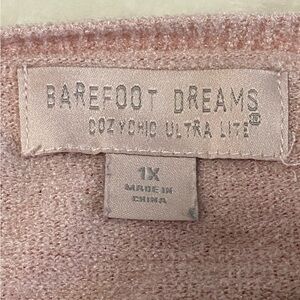 BAREFOOT DREAMS
COZYCHIC ULTRA LITE
1X
MADE IN
CHINA